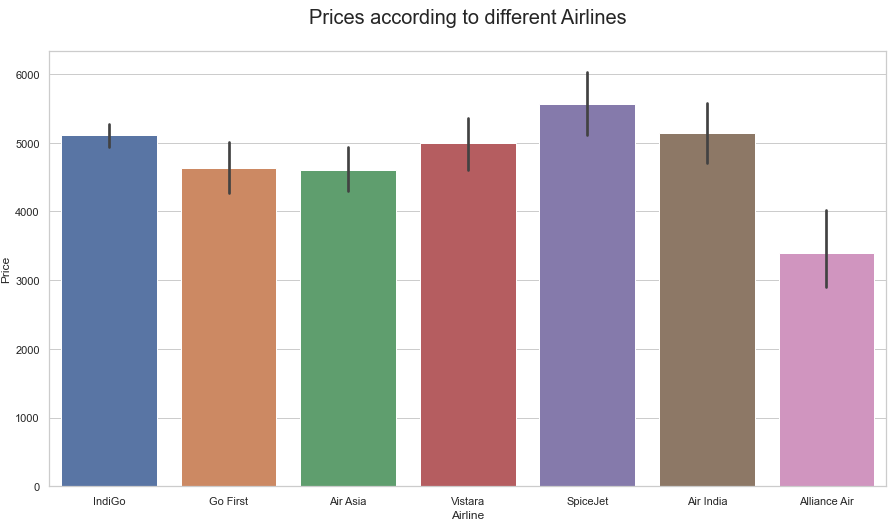 Prices according to different Airlines
6000
5000
4000
3000
2000
1000
0
Price
IndiGo Go First Air Asia Vistara SpiceJet Air India Alliance Air
Airline